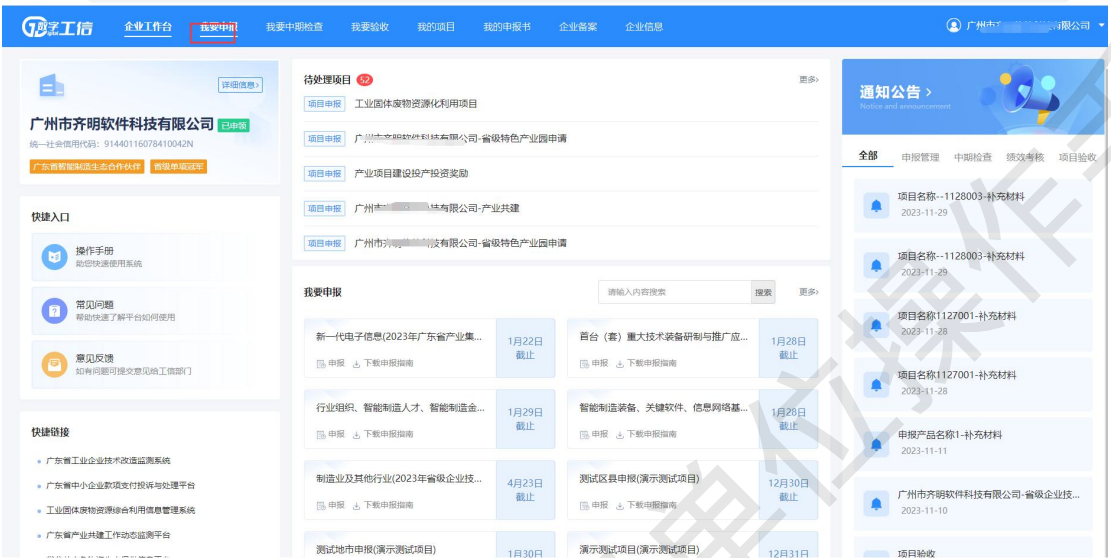 数字工信
企业工作台 我要申报 我要中期检查 我要验收 我的项目 我的申报书 企业备案 企业信息
广州市 有限公司
详细信息>
广州市齐明软件科技有限公司 已申领
统一社会信用代码：91440116078410042N
广东省智能制造生态合作伙伴 省级单项冠军
快捷入口
操作手册
助您快速使用系统
常见问题
帮助快速了解平台如何使用
意见反馈
如有问题可提交意见给工信部门
快捷链接
广东省工业企业技术改造监测系统
广东省中小企业款项支付投诉与处理平台
工业固体废物资源综合利用信息管理系统
广东省产业共建工作动态监测平台
待处理项目 52 更多>
项目申报 工业固体废物资源化利用项目
项目申报 广州市齐明软件科技有限公司-省级特色产业园申请
项目申报 产业项目建设投产投资奖励
项目申报 广州市 技有限公司-产业共建
项目申报 广州市 技有限公司-省级特色产业园申请
我要申报 请输入内容搜索 搜索 更多>
新一代电子信息(2023年广东省产业集... 1月22日
截止
申报 下载申报指南
首台（套）重大技术装备研制与推广应... 1月28日
截止
申报 下载申报指南
行业组织、智能制造人才、智能制造金... 1月29日
截止
申报 下载申报指南
智能制造装备、关键软件、信息网络基... 1月28日
截止
申报 下载申报指南
制造业及其他行业(2023年省级企业技... 4月23日
截止
申报 下载申报指南
测试区县申报(演示测试项目) 12月30日
截止
申报 下载申报指南
测试地市申报(演示测试项目) 1月30日
演示测试项目(演示测试项目) 12月31日
通知公告 >
Notice and announcement
全部 申报管理 中期检查 绩效考核 项目验收
项目名称--1128003-补充材料
2023-11-29
项目名称--1128003-补充材料
2023-11-29
项目名称1127001-补充材料
2023-11-28
项目名称1127001-补充材料
2023-11-28
申报产品名称1-补充材料
2023-11-11
广州市齐明软件科技有限公司-省级企业技...
2023-11-10
项目验收
单位操作